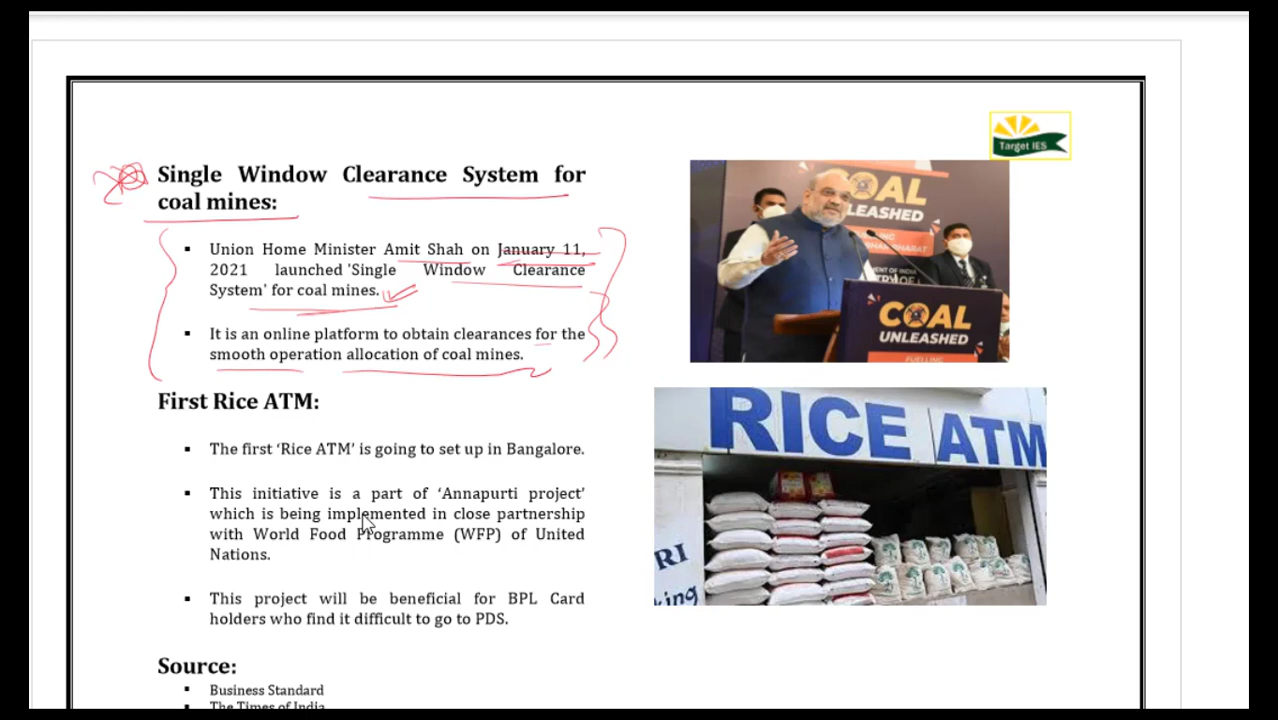 Target IES
Single Window Clearance System for
coal mines:
▪ Union Home Minister Amit Shah on January 11,
2021 launched 'Single Window Clearance
System' for coal mines.
▪ It is an online platform to obtain clearances for the
smooth operation allocation of coal mines.
COAL
LEASHED
COAL
UNLEASHED
FUELLING
First Rice ATM:
▪ The first ‘Rice ATM’ is going to set up in Bangalore.
▪ This initiative is a part of ‘Annapurti project’
which is being implemented in close partnership
with World Food Programme (WFP) of United
Nations.
▪ This project will be beneficial for BPL Card
holders who find it difficult to go to PDS.
RICE ATM
RI
king
Source:
▪ Business Standard
▪ The Times of India